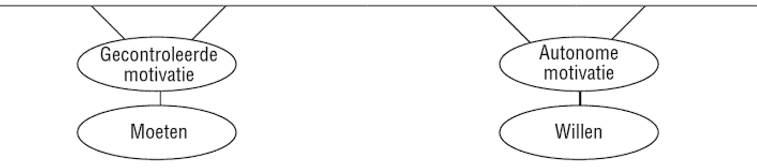 Gecontroleerde
motivatie
Moeten
Autonome
motivatie
Willen